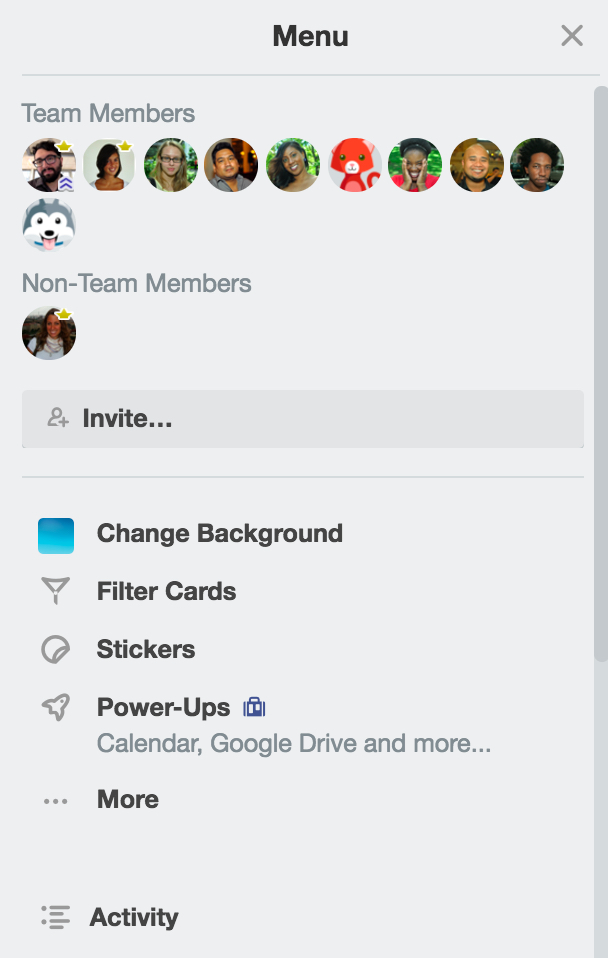 Menu
Team Members
Non-Team Members
Invite...
Change Background
Filter Cards
Stickers
Power-Ups
Calendar, Google Drive and more...
More
Activity